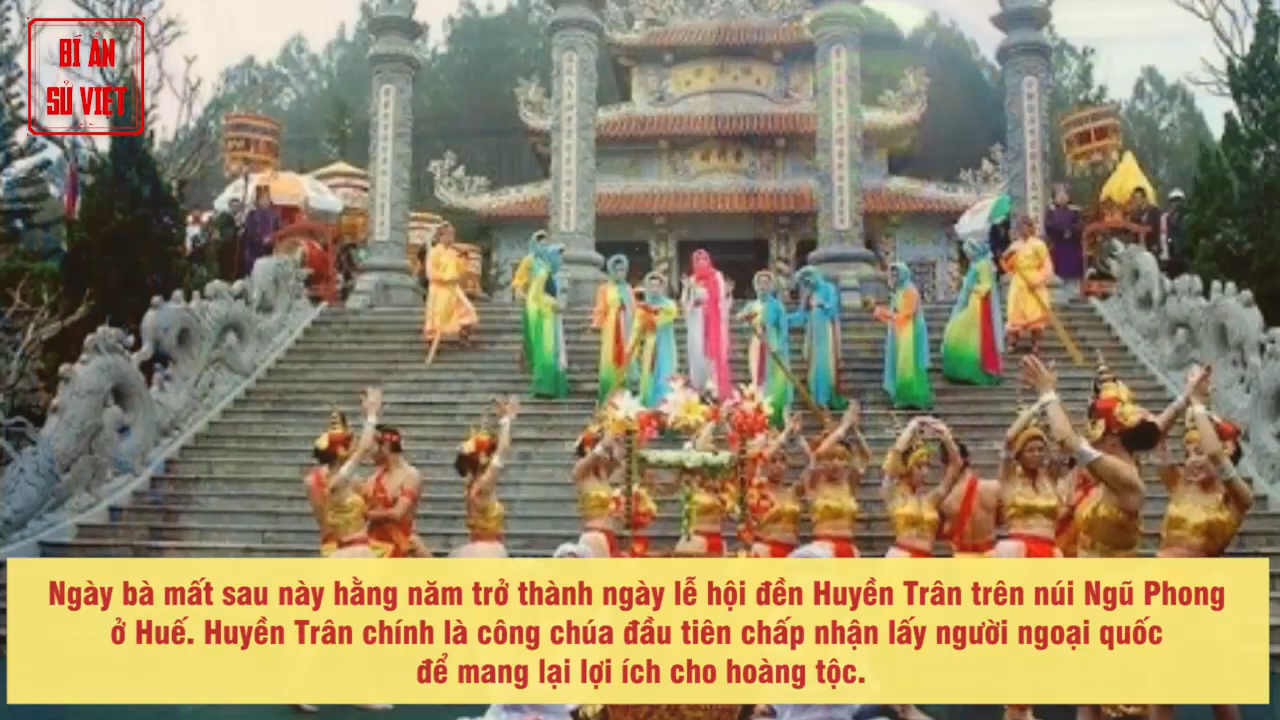 BÍ ẨN
SỬ VIỆT
Ngày bà mất sau này hằng năm trở thành ngày lễ hội đền Huyền Trân trên núi Ngũ Phong
ở Huế. Huyền Trân chính là công chúa đầu tiên chấp nhận lấy người ngoại quốc
để mang lại lợi ích cho hoàng tộc.